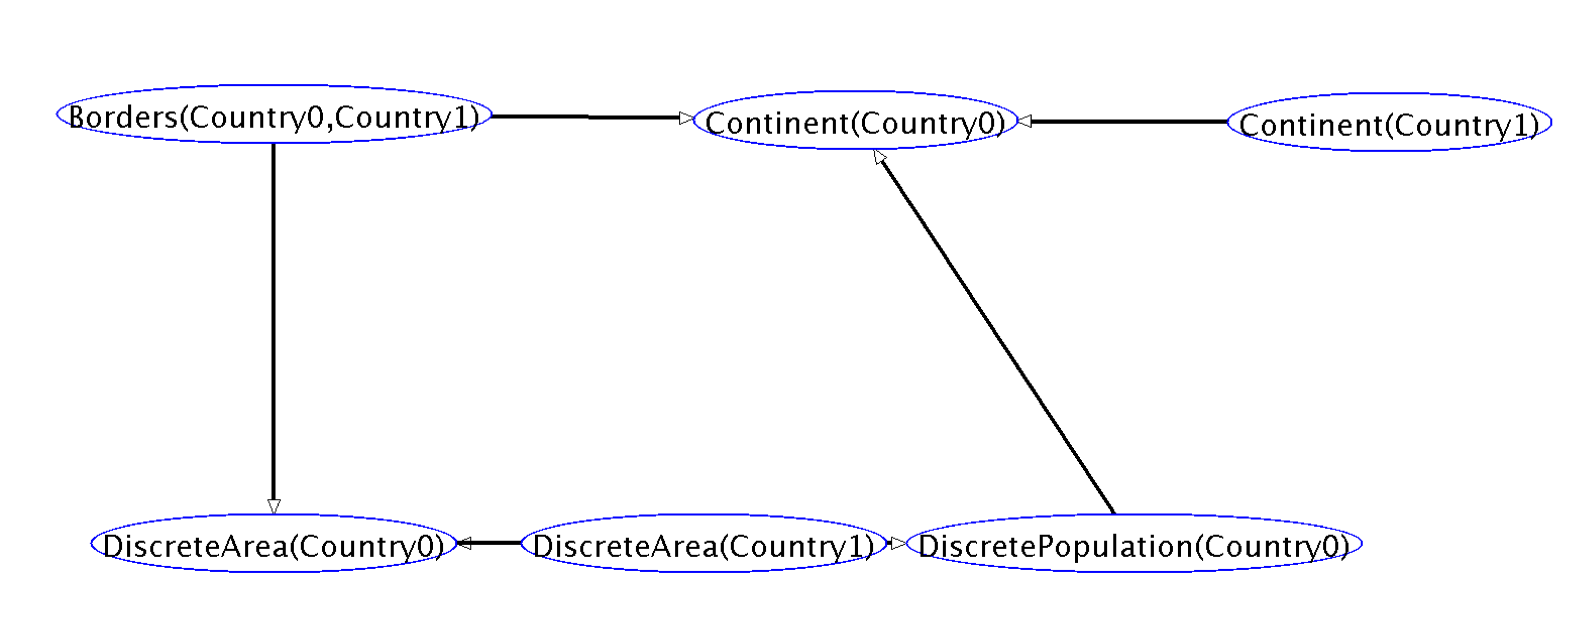 Borders(Country0,Country1)
Continent(Country0)
Continent(Country1)
DiscreteArea(Country0)
DiscreteArea(Country1)
DiscretePopulation(Country0)